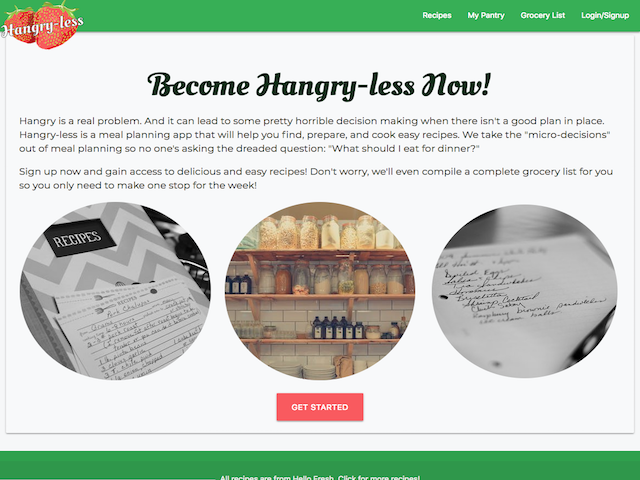 Hangry-less
Recipes
My Pantry
Grocery List
Login/Signup
Become Hangry-less Now!
Hangry is a real problem. And it can lead to some pretty horrible decision making when there isn't a good plan in place.
Hangry-less is a meal planning app that will help you find, prepare, and cook easy recipes. We take the "micro-decisions"
out of meal planning so no one's asking the dreaded question: "What should I eat for dinner?"
Sign up now and gain access to delicious and easy recipes! Don't worry, we'll even compile a complete grocery list for you
so you only need to make one stop for the week!
RECIPES
RECIPES
Shrimp Cocktail
GET STARTED
All recipes are from Hello Fresh. Click for more recipes!